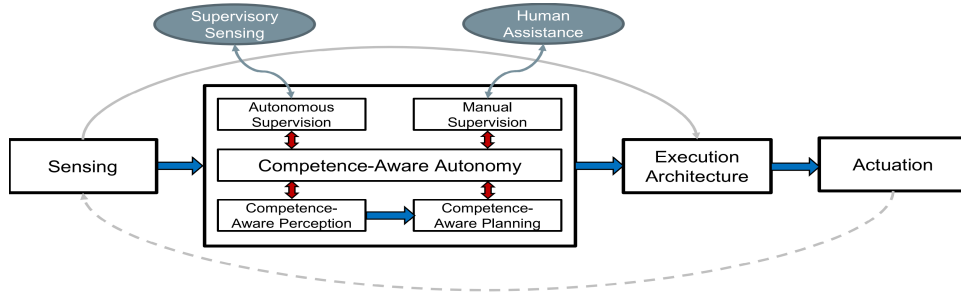 Supervisory
Sensing
Human
Assistance
Autonomous
Supervision
Manual
Supervision
Sensing
Competence-Aware Autonomy
Execution
Architecture
Actuation
Competence-
Aware Perception
Competence-
Aware Planning